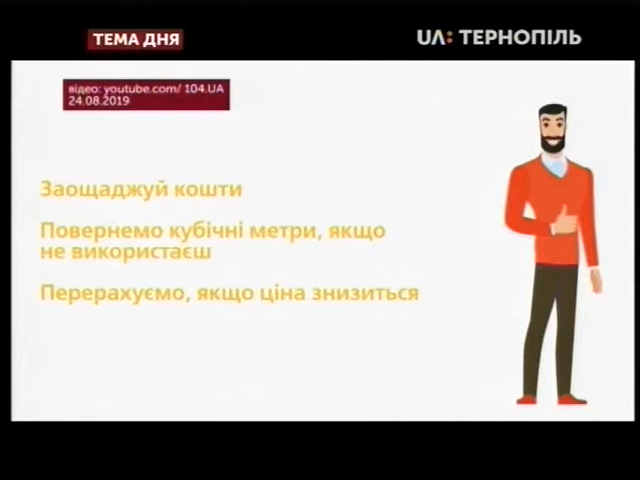 ТЕМА ДНЯ
UA: ТЕРНОПІЛЬ
відео: youtube.com/ 104.UA
24.08.2019
Заощаджуй кошти
Повернемо кубічні метри, якщо
не використаєш
Перерахуємо, якщо ціна знизиться